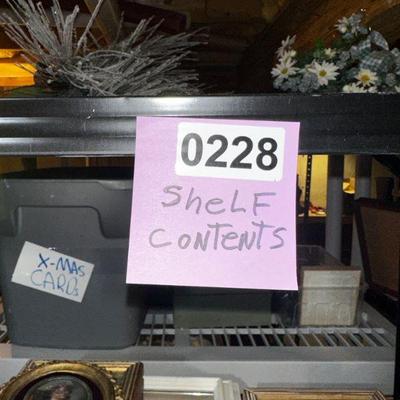 0228
SHeLF
CONTeNTS
X-MAS
CARDs